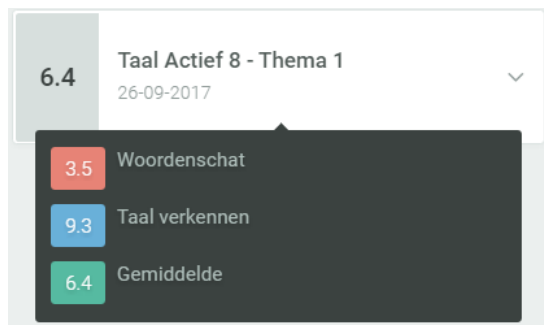 6.4
Taal Actief 8 - Thema 1
26-09-2017
3.5 Woordenschat
9.3 Taal verkennen
6.4 Gemiddelde